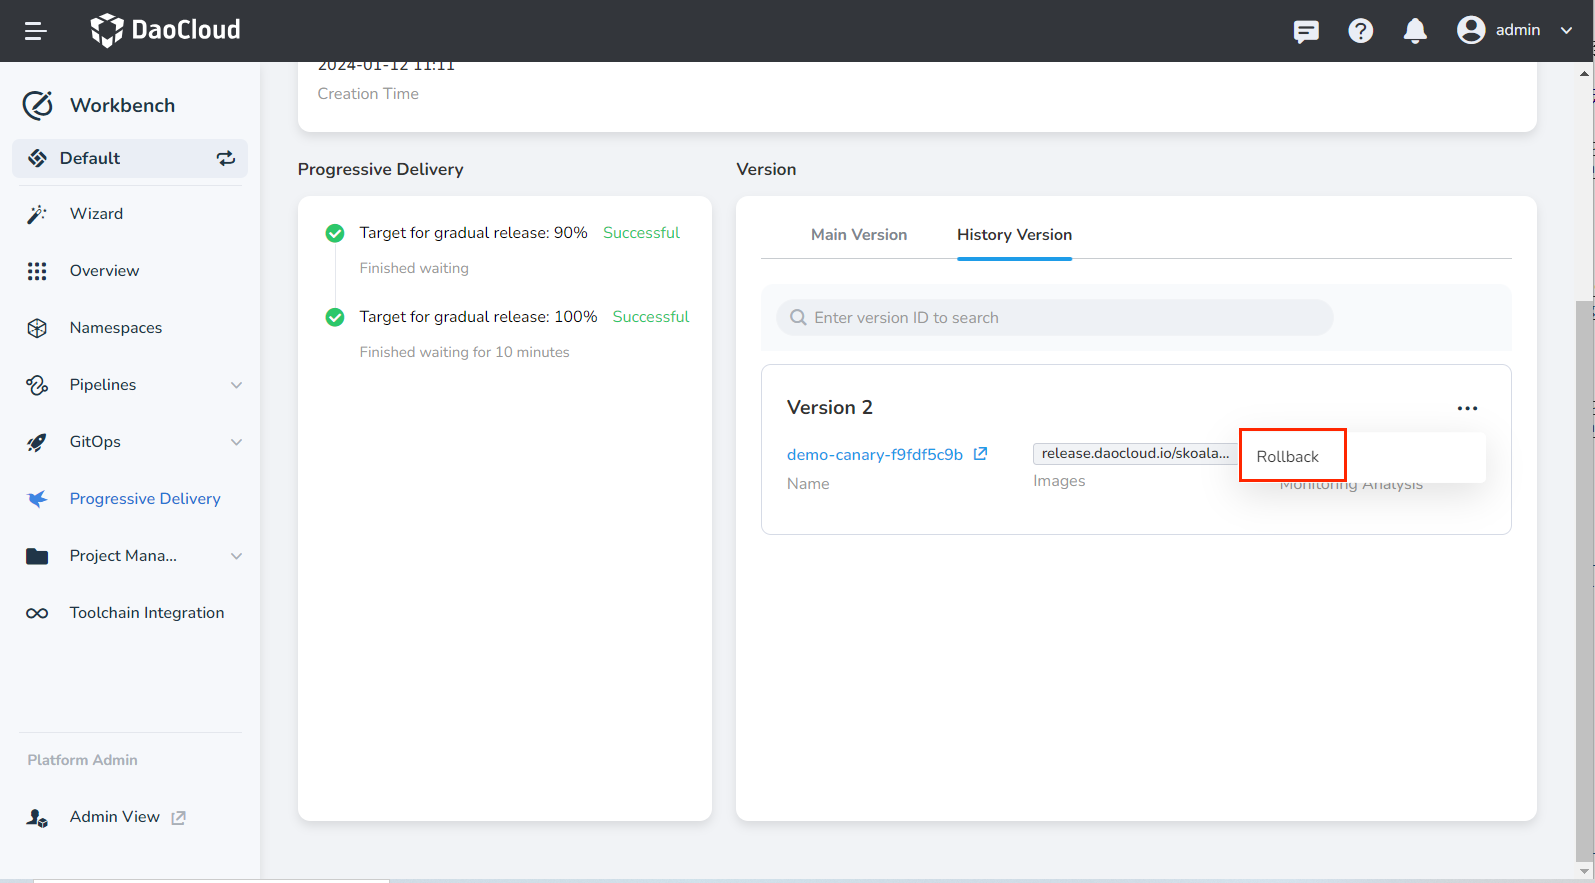 DaoCloud
admin
Workbench
Default
Wizard
Overview
Namespaces
Pipelines
GitOps
Progressive Delivery
Project Mana...
Toolchain Integration
Platform Admin
Admin View
2024-01-12 11:11
Creation Time
Progressive Delivery
Target for gradual release: 90% Successful
Finished waiting
Target for gradual release: 100% Successful
Finished waiting for 10 minutes
Version
Main Version History Version
Enter version ID to search
Version 2
demo-canary-f9fdf5c9b release.daocloud.io/skoala... Rollback
Name Images Monitoring Analysis